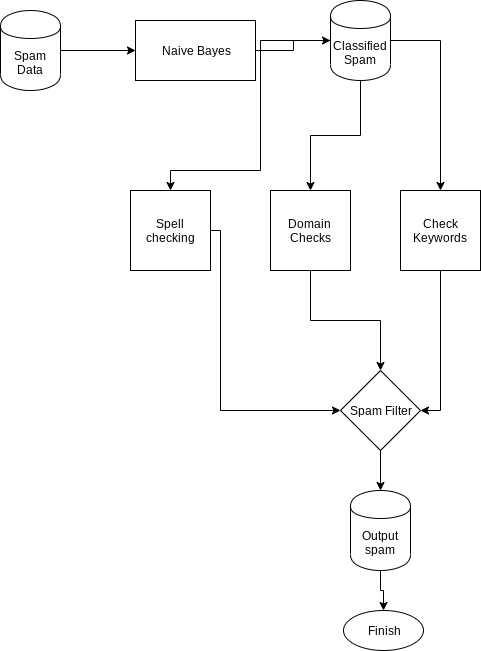 Spam
Data
Naive Bayes
Classified
Spam
Spell
checking
Domain
Checks
Check
Keywords
Spam Filter
Output
spam
Finish